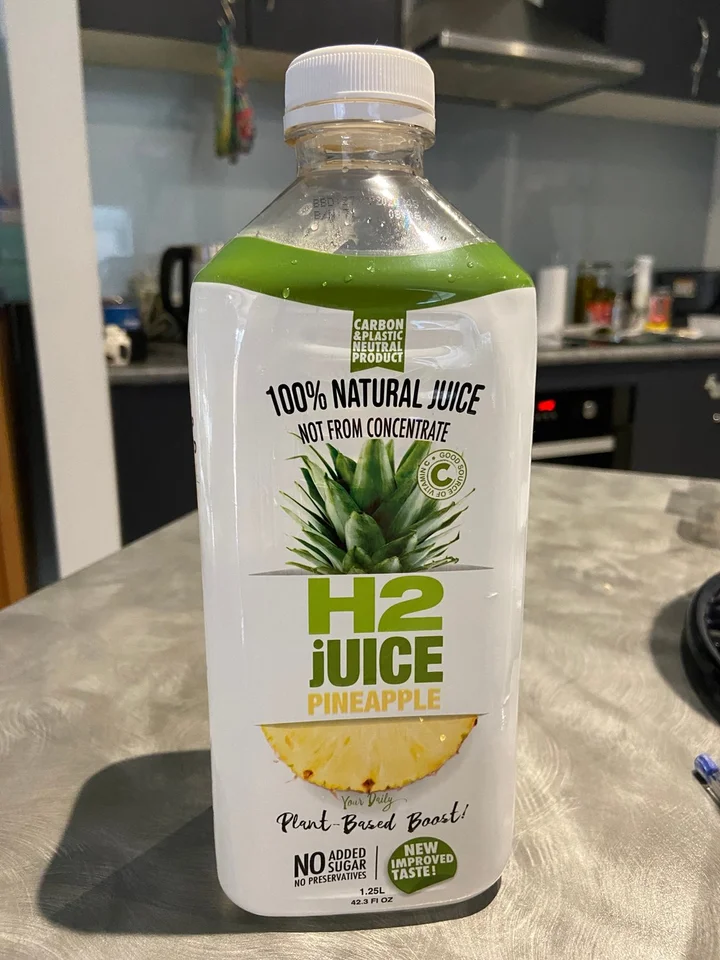 BBD
B/N
CARBON
&PLASTIC
NEUTRAL
PRODUCT
100% NATURAL JUICE
NOT FROM CONCENTRATE
GOOD SOURCE OF VITAMIN C
C
H2
jUICE
PINEAPPLE
Your Daily
Plant-Based Boost!
NO ADDED SUGAR
NO PRESERVATIVES
NEW
IMPROVED
TASTE!
1.25L
42.3 Fl OZ